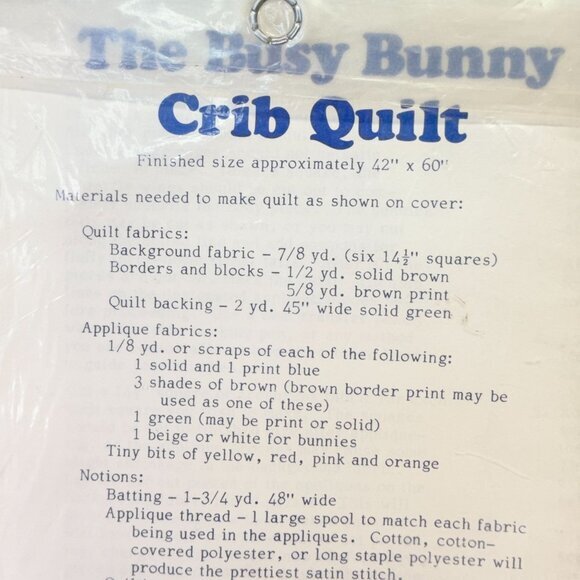 The Busy Bunny
Crib Quilt
Finished size approximately 42" x 60"
Materials needed to make quilt as shown on cover:
Quilt fabrics:
Background fabric – 7/8 yd. (six 14½" squares)
Borders and blocks – 1/2 yd. solid brown
5/8 yd. brown print
Quilt backing – 2 yd. 45" wide solid green
Applique fabrics:
1/8 yd. or scraps of each of the following:
1 solid and 1 print blue
3 shades of brown (brown border print may be
used as one of these)
1 green (may be print or solid)
1 beige or white for bunnies
Tiny bits of yellow, red, pink and orange
Notions:
Batting – 1-3/4 yd. 48" wide
Applique thread – 1 large spool to match each fabric
being used in the appliques. Cotton, cotton-
covered polyester, or long staple polyester will
produce the prettiest satin stitch.